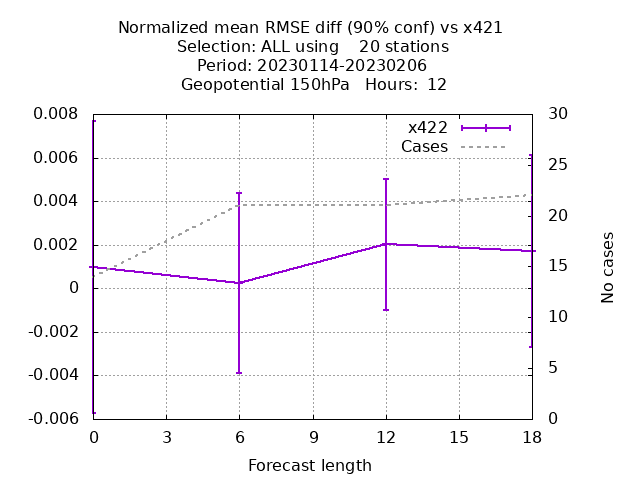 Normalized mean RMSE diff (90% conf) vs x421
Selection: ALL using    20 stations
Period: 20230114-20230206
Geopotential 150hPa   Hours:  12
0.008
0.006
0.004
0.002
0
-0.002
-0.004
-0.006
x422
Cases
30
25
20
15
10
5
0
No cases
0 3 6 9 12 15 18
Forecast length